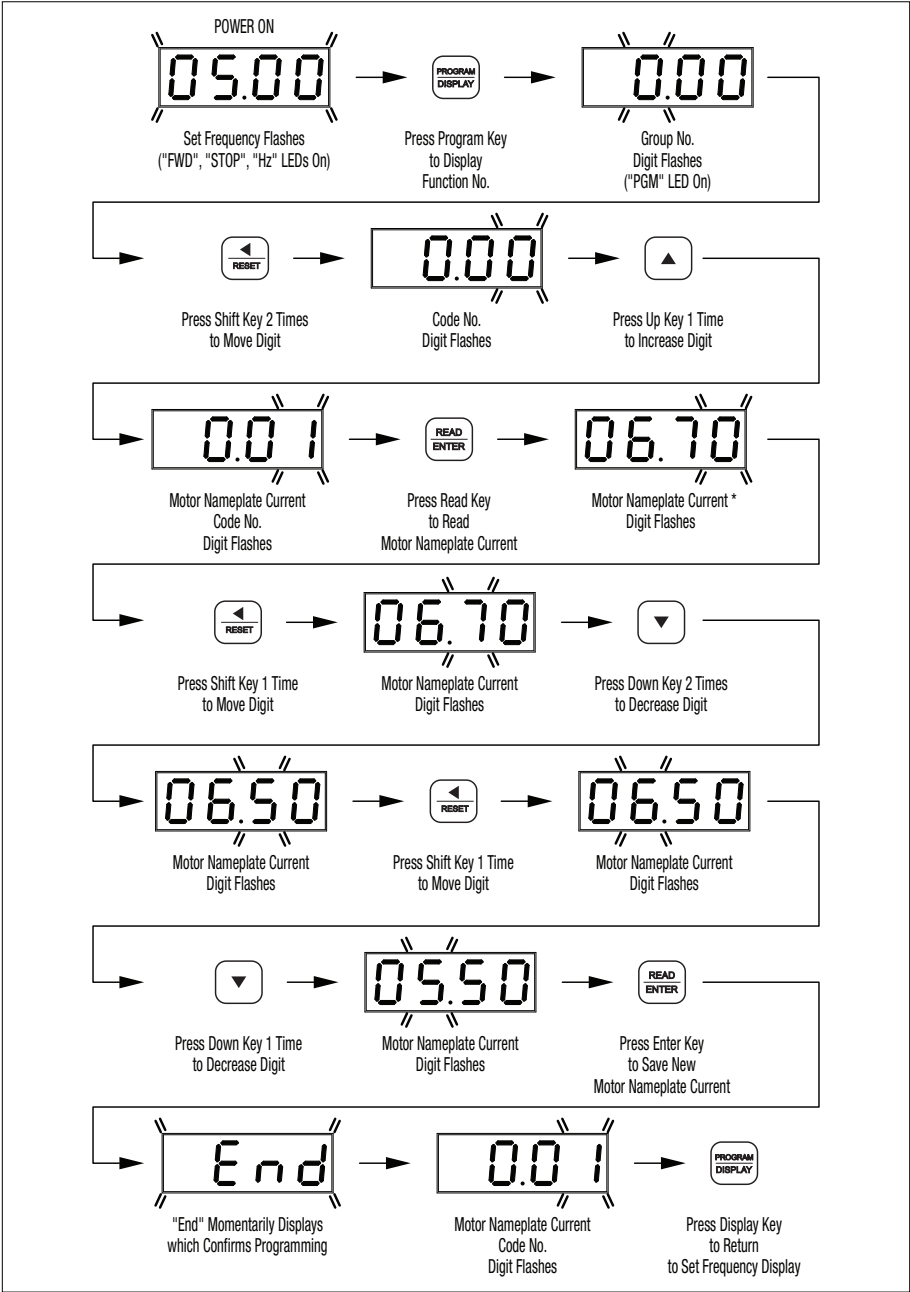 POWER ON
05.00
PROGRAM
DISPLAY
0.00
Set Frequency Flashes
("FWD", "STOP", "Hz" LEDs On)
Press Program Key
to Display
Function No.
Group No.
Digit Flashes
("PGM" LED On)
RESET
0.00
Press Shift Key 2 Times
to Move Digit
Code No.
Digit Flashes
Press Up Key 1 Time
to Increase Digit
0.01
READ
ENTER
06.70
Motor Nameplate Current
Code No.
Digit Flashes
Press Read Key
to Read
Motor Nameplate Current
Motor Nameplate Current *
Digit Flashes
RESET
06.70
Press Shift Key 1 Time
to Move Digit
Motor Nameplate Current
Digit Flashes
Press Down Key 2 Times
to Decrease Digit
06.50
RESET
06.50
Motor Nameplate Current
Digit Flashes
Press Shift Key 1 Time
to Move Digit
Motor Nameplate Current
Digit Flashes
05.50
READ
ENTER
Press Down Key 1 Time
to Decrease Digit
Motor Nameplate Current
Digit Flashes
Press Enter Key
to Save New
Motor Nameplate Current
End
0.01
PROGRAM
DISPLAY
"End" Momentarily Displays
which Confirms Programming
Motor Nameplate Current
Code No.
Digit Flashes
Press Display Key
to Return
to Set Frequency Display